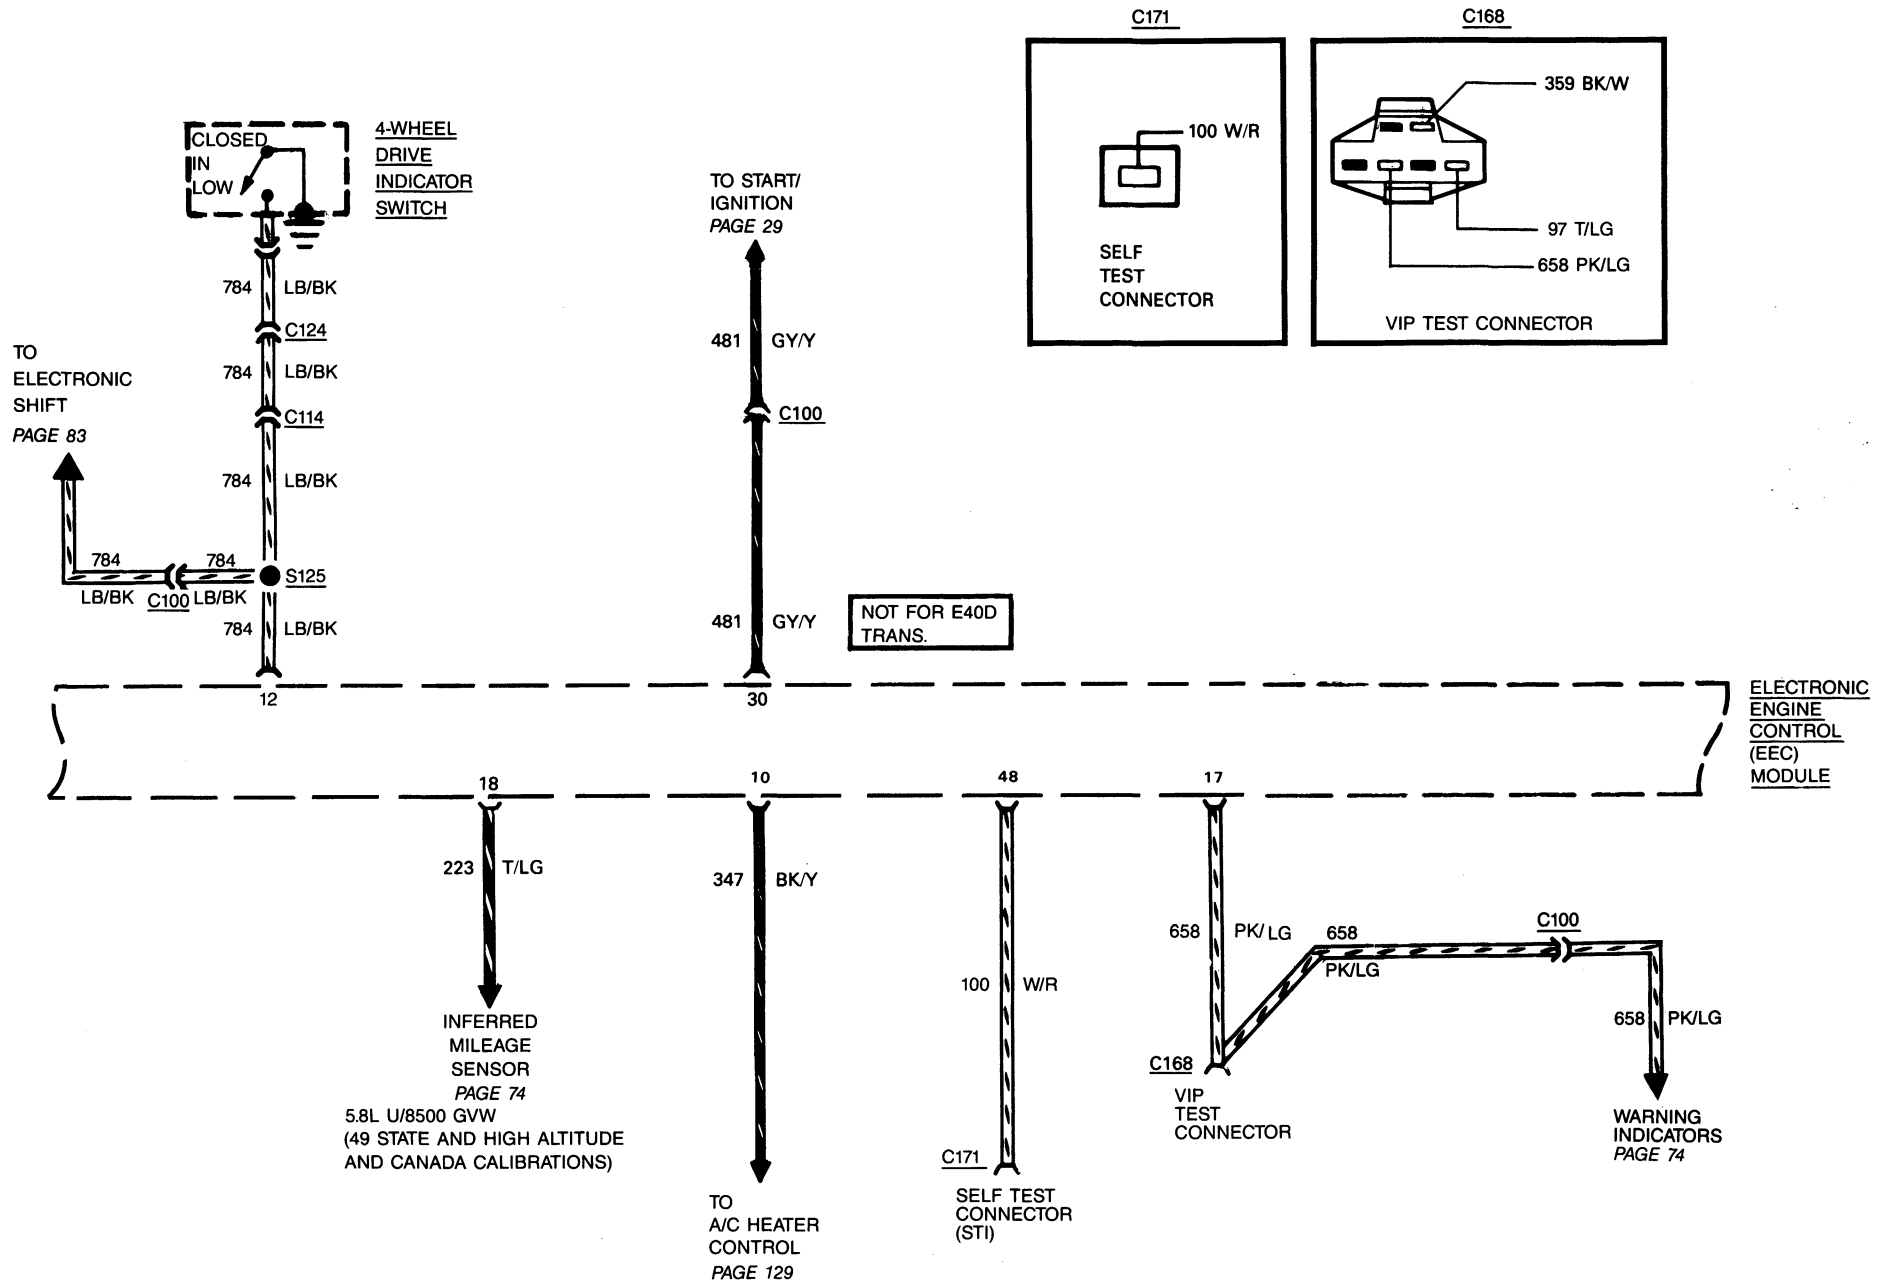 C171
C168
359 BK/W
100 W/R
97 T/LG
658 PK/LG
SELF
TEST
CONNECTOR
VIP TEST CONNECTOR
CLOSED
IN
LOW
4-WHEEL
DRIVE
INDICATOR
SWITCH
TO START/
IGNITION
PAGE 29
784 LB/BK
C124
784 LB/BK
C114
784 LB/BK
481 GY/Y
C100
TO
ELECTRONIC
SHIFT
PAGE 83
784 784
S125
LB/BK C100 LB/BK
784 LB/BK
481 GY/Y
NOT FOR E40D
TRANS.
12 30
ELECTRONIC
ENGINE
CONTROL
(EEC)
MODULE
18 10 48 17
223 T/LG
347 BK/Y
100 W/R
658 PK/LG
658
PK/LG
C100
658 PK/LG
INFERRED
MILEAGE
SENSOR
PAGE 74
5.8L U/8500 GVW
(49 STATE AND HIGH ALTITUDE
AND CANADA CALIBRATIONS)
TO
A/C HEATER
CONTROL
PAGE 129
C171
SELF TEST
CONNECTOR
(STI)
C168
VIP
TEST
CONNECTOR
WARNING
INDICATORS
PAGE 74